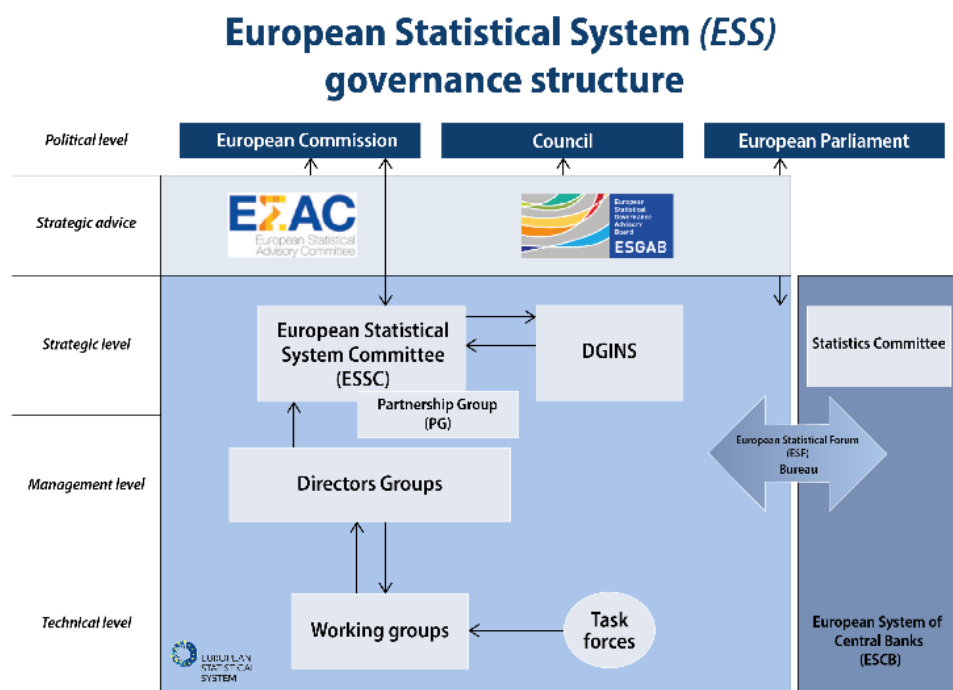 European Statistical System (ESS)
governance structure
Political level
European Commission
Council
European Parliament
Strategic advice
ESAC
European Statistical
Advisory Committee
European
Statistical
Governance
Advisory
Board
ESGAB
Strategic level
European Statistical
System Committee
(ESSC)
DGINS
Statistics Committee
Partnership Group
(PG)
European Statistical Forum
(ESF)
Bureau
Management level
Directors Groups
Technical level
Working groups
Task
forces
European System of
Central Banks
(ESCB)
EUROPEAN
STATISTICAL
SYSTEM